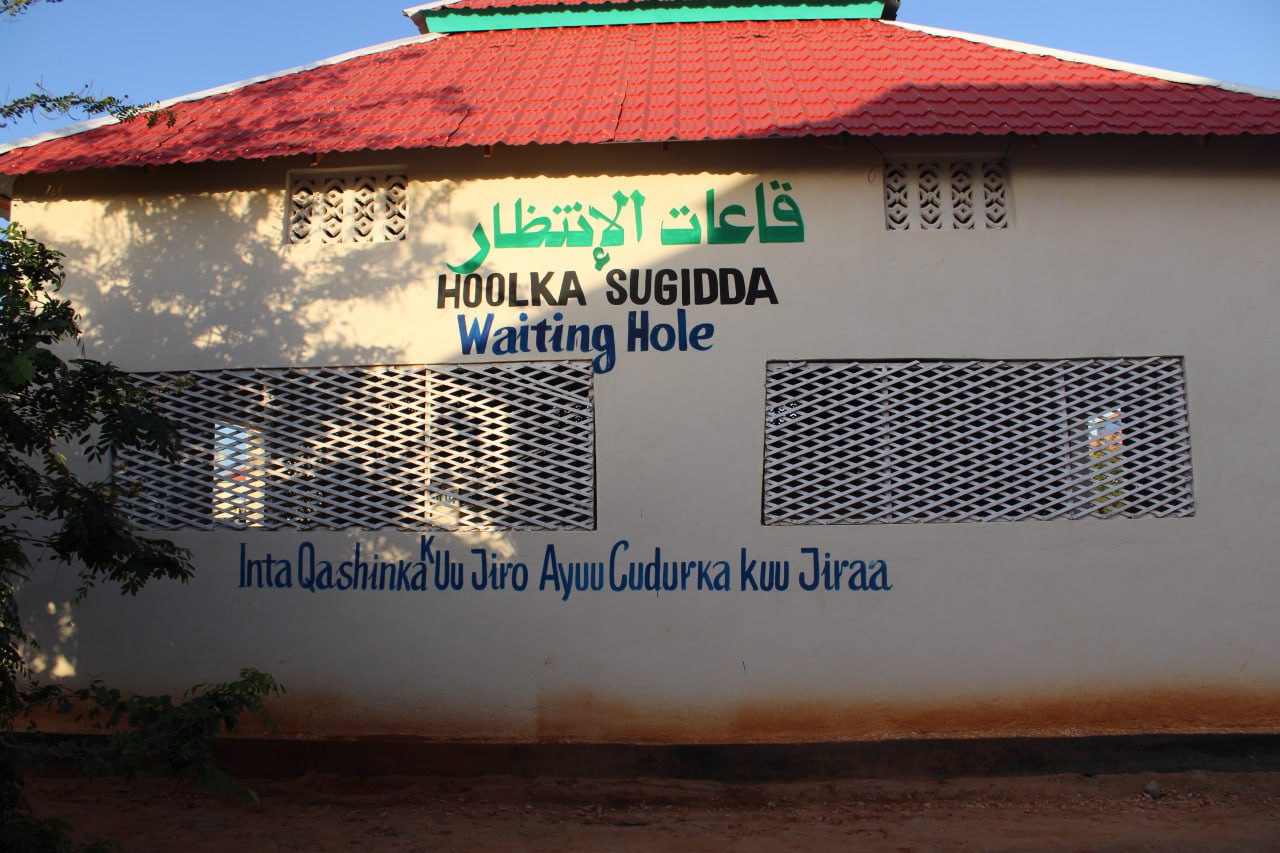 قاعات الإنتظار
HOOLKA SUGIDDA
Waiting Hole
Inta Qashinka Kuu Jiro Ayuu Cudurka kuu Jiraa